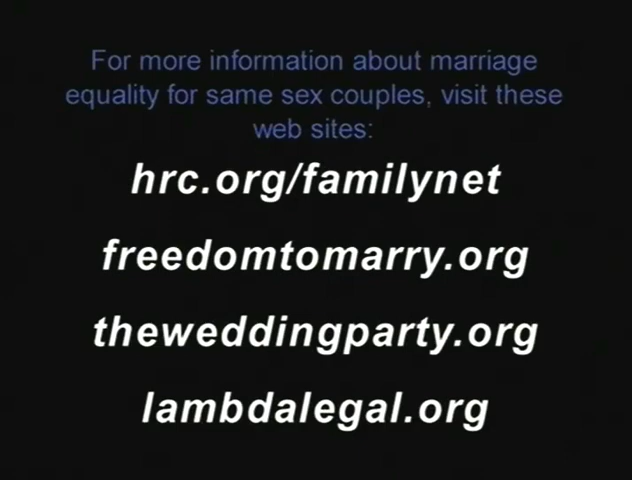 For more information about marriage
equality for same sex couples, visit these
web sites:
hrc.org/familynet
freedomtomarry.org
theweddingparty.org
lambdalegal.org